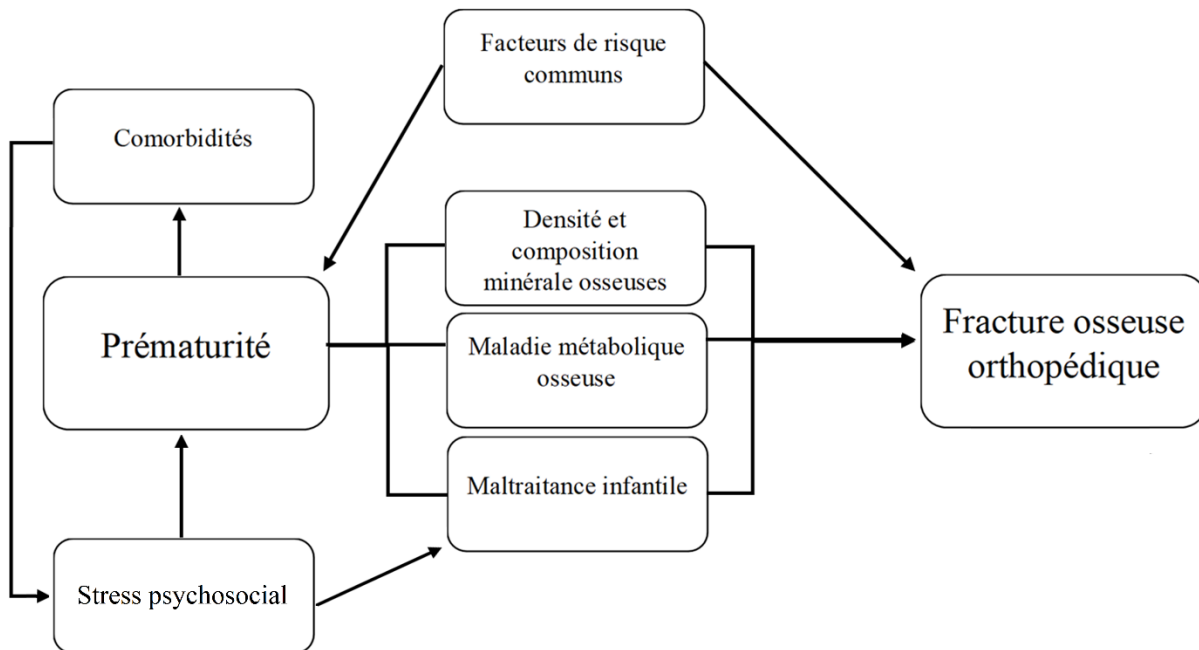 Facteurs de risque
communs
Comorbidités
Densité et
composition
minérale osseuses
Prématurité
Maladie métabolique
osseuse
Fracture osseuse
orthopédique
Maltraitance infantile
Stress psychosocial